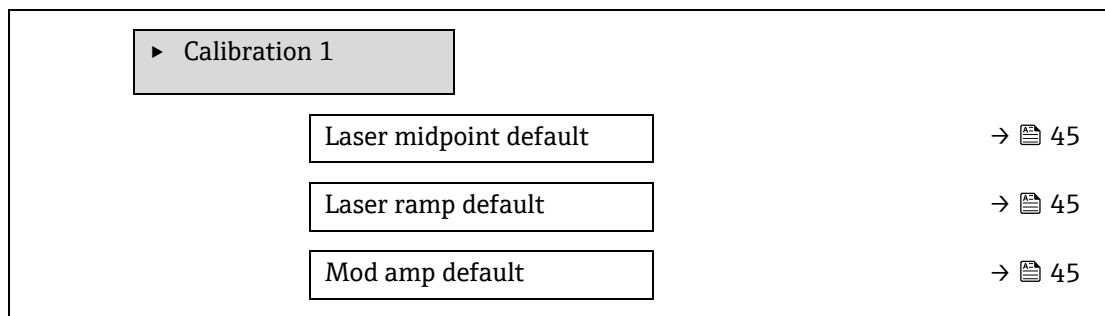 ▸ Calibration 1
Laser midpoint default → 🗎 45
Laser ramp default → 🗎 45
Mod amp default → 🗎 45